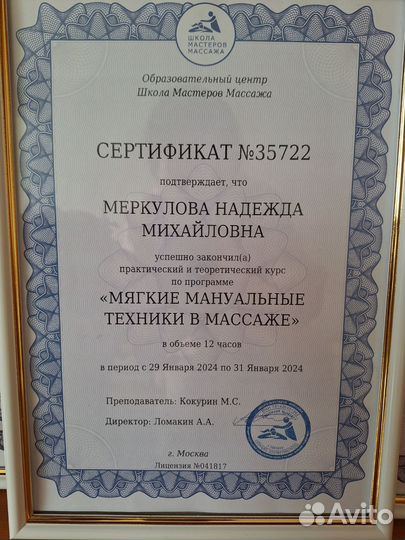 ШКОЛА
МАСТЕРОВ
МАССАЖА
Образовательный центр
Школа Мастеров Массажа
СЕРТИФИКАТ №35722
подтверждает, что
МЕРКУЛОВА НАДЕЖДА
МИХАЙЛОВНА
успешно закончил(а)
практический и теоретический курс
по программе
«МЯГКИЕ МАНУАЛЬНЫЕ
ТЕХНИКИ В МАССАЖЕ»
в объеме 12 часов
в период с 29 Января 2024 по 31 Января 2024
Преподаватель: Кокурин М.С.
Директор: Ломакин А.А.
г. Москва
Лицензия №041817
Avito